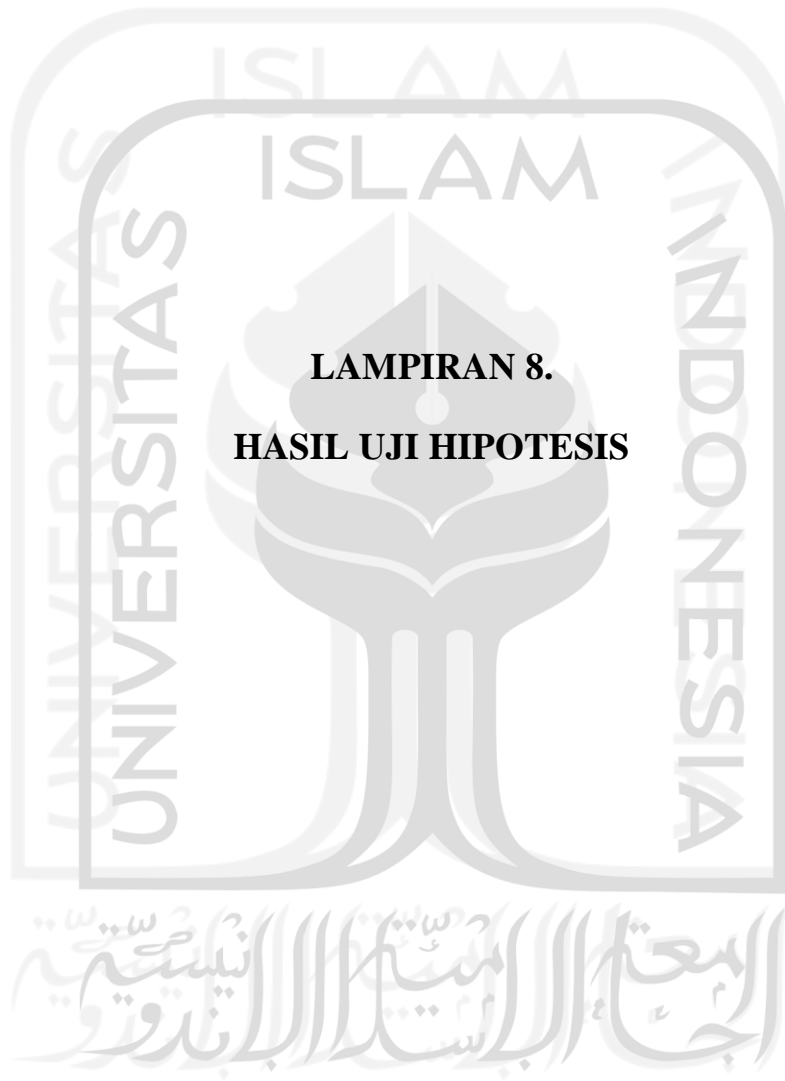 ISLAM
UNIVERSITAS
INDONESIA
LAMPIRAN 8.
HASIL UJI HIPOTESIS